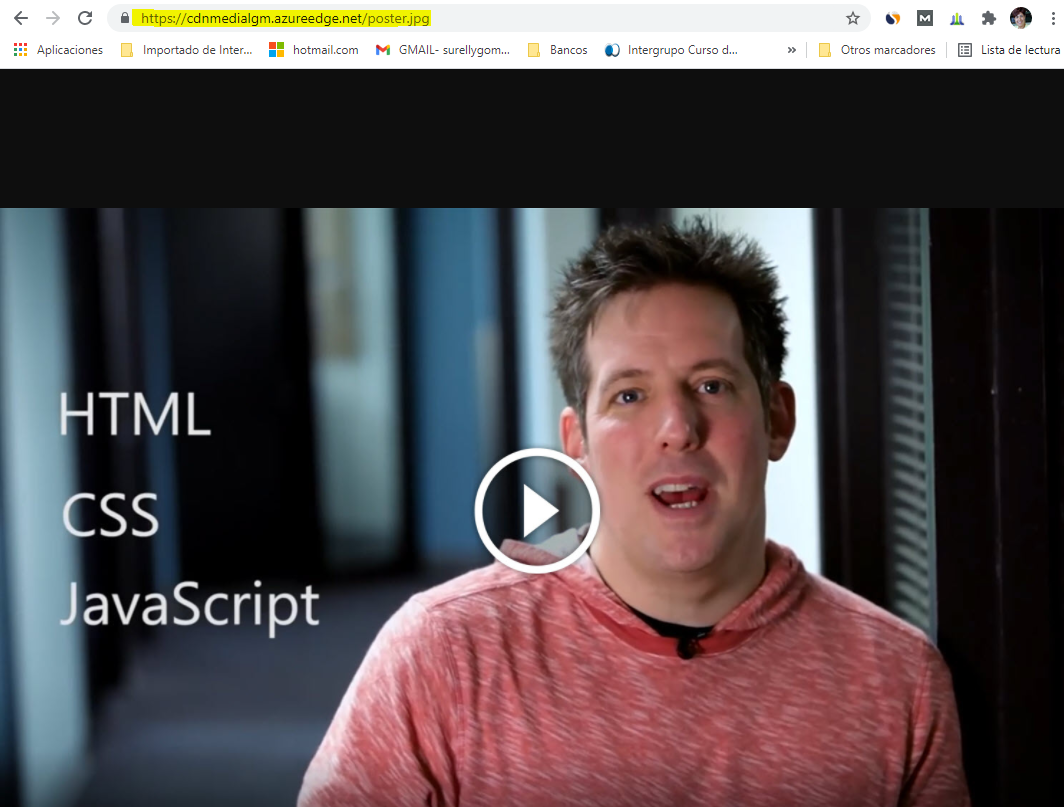 https://cdnmedialgm.azureedge.net/poster.jpg
Aplicaciones Importado de Inter... hotmail.com GMAIL- surellygom... Bancos Intergrupo Curso d... » Otros marcadores Lista de lectura
HTML
CSS
JavaScript